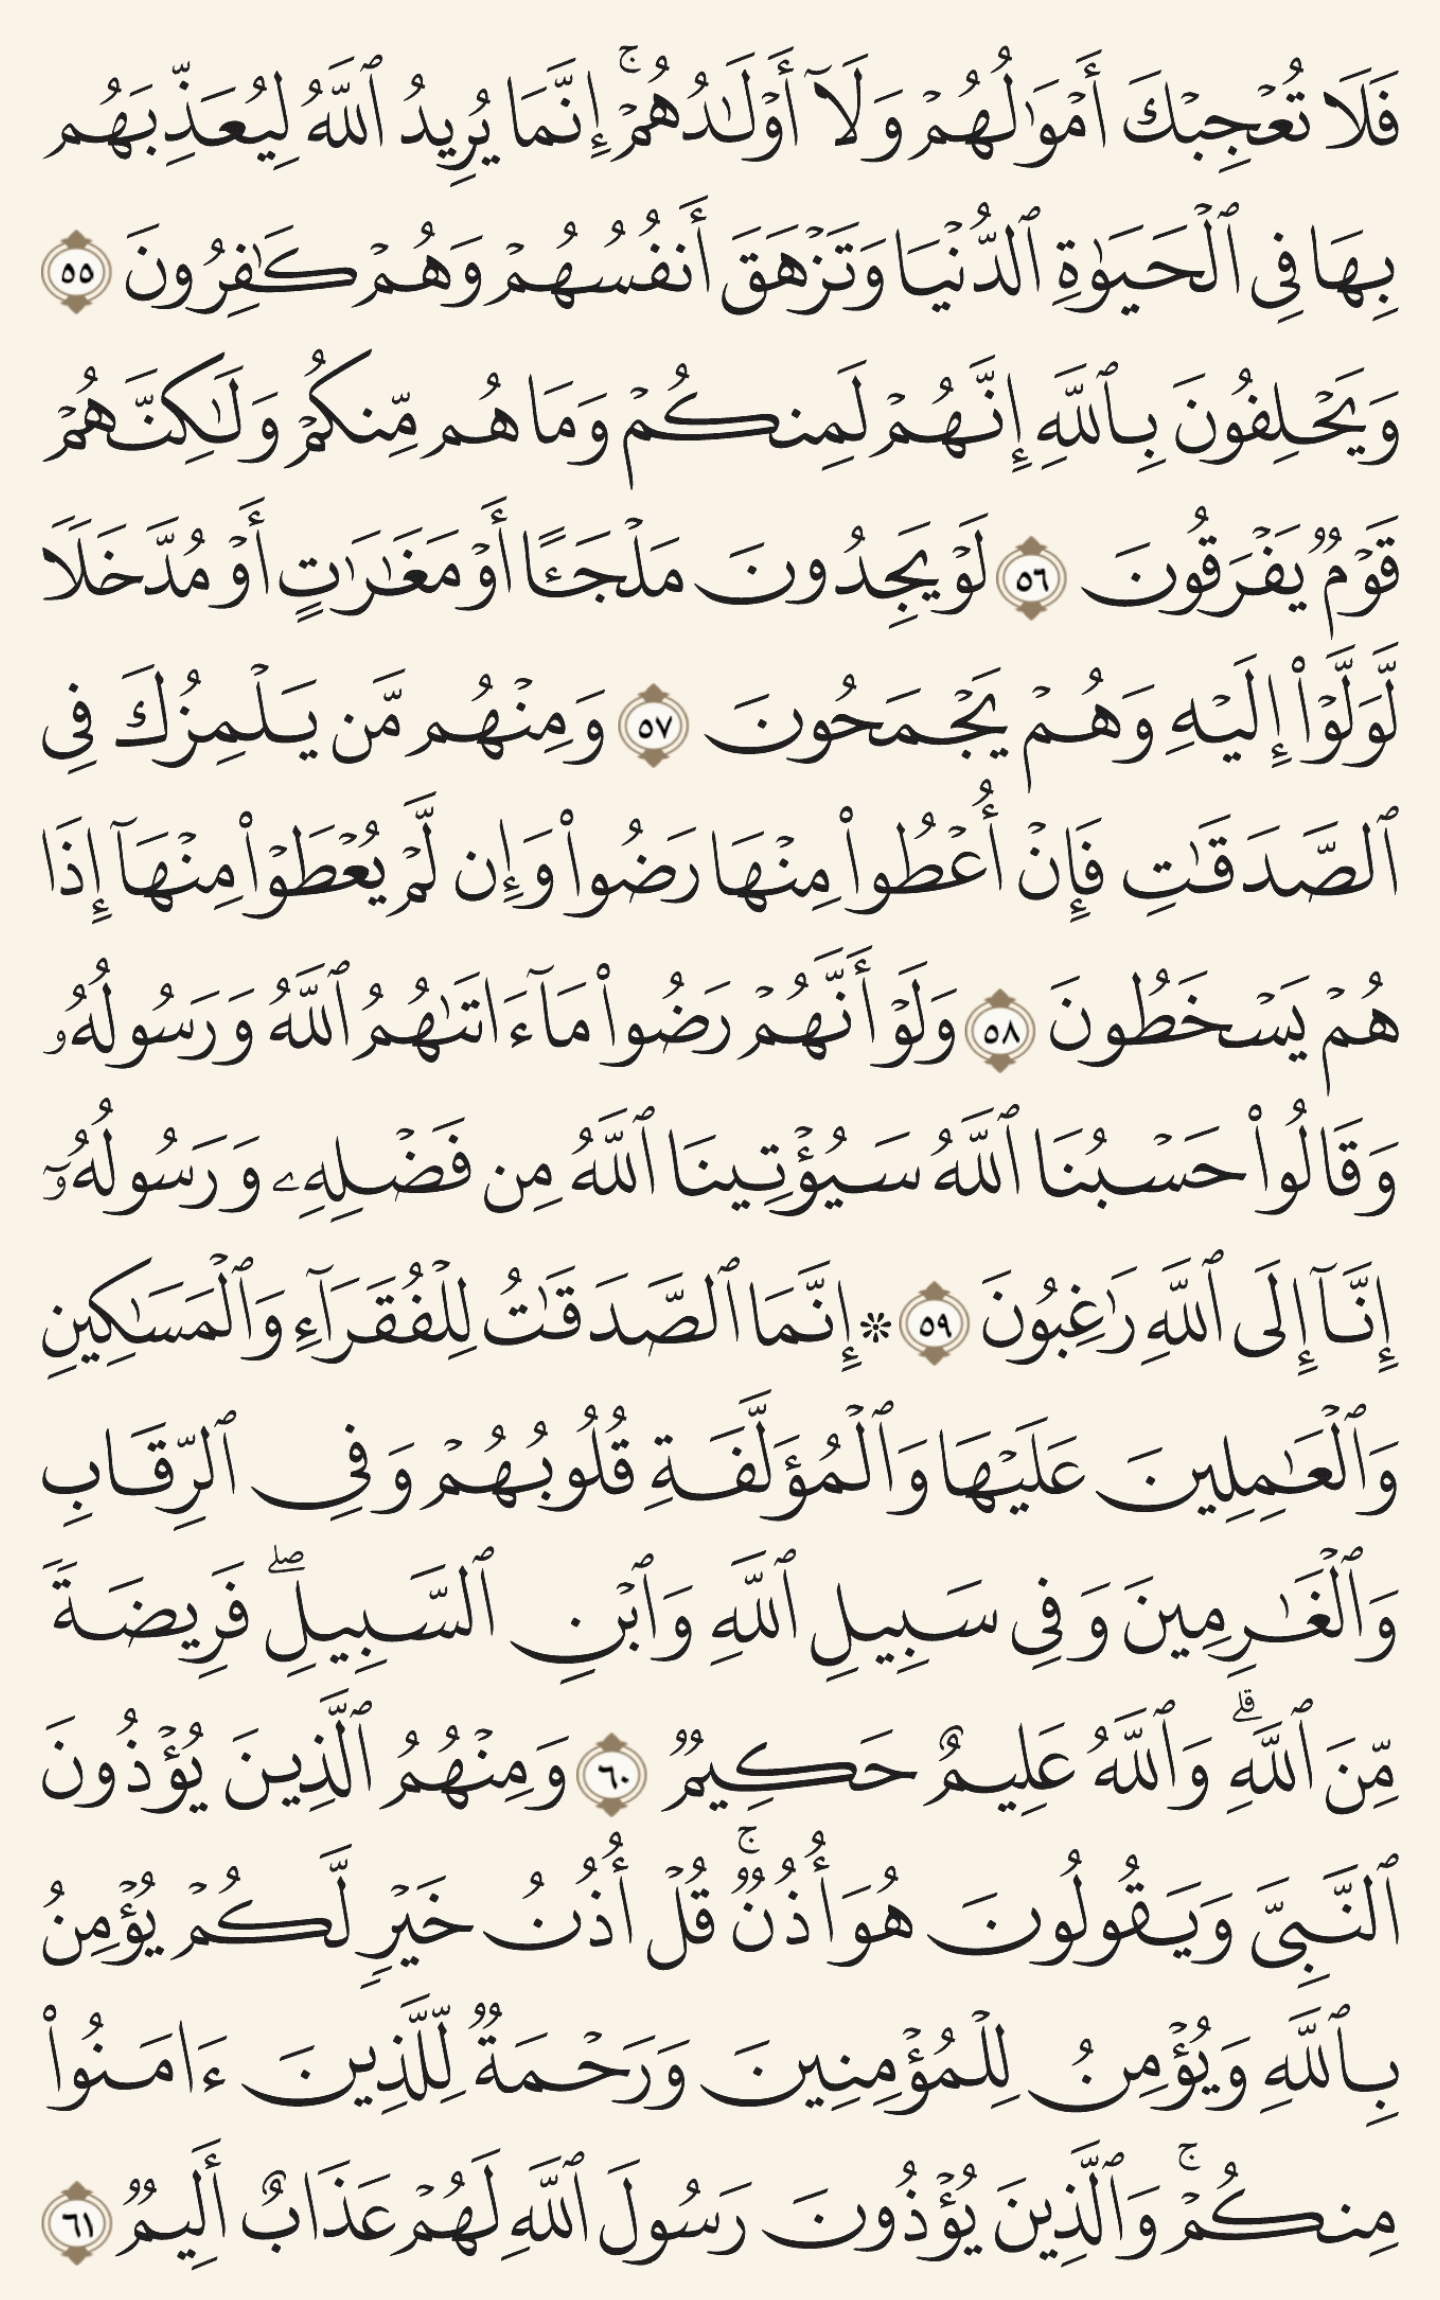 فَلَا تُعۡجِبۡكَ أَمۡوَٰلُهُمۡ وَلَآ أَوۡلَٰدُهُمۡۚ إِنَّمَا يُرِيدُ ٱللَّهُ لِيُعَذِّبَهُم
بِهَا فِي ٱلۡحَيَوٰةِ ٱلدُّنۡيَا وَتَزۡهَقَ أَنفُسُهُمۡ وَهُمۡ كَٰفِرُونَ ٥٥
وَيَحۡلِفُونَ بِٱللَّهِ إِنَّهُمۡ لَمِنكُمۡ وَمَا هُم مِّنكُمۡ وَلَٰكِنَّهُمۡ
قَوۡمٞ يَفۡرَقُونَ ٥٦ لَوۡ يَجِدُونَ مَلۡجَـًٔا أَوۡ مَغَٰرَٰتٍ أَوۡ مُدَّخَلٗا
لَّوَلَّوۡاْ إِلَيۡهِ وَهُمۡ يَجۡمَحُونَ ٥٧ وَمِنۡهُم مَّن يَلۡمِزُكَ فِي
ٱلصَّدَقَٰتِ فَإِنۡ أُعۡطُواْ مِنۡهَا رَضُواْ وَإِن لَّمۡ يُعۡطَوۡاْ مِنۡهَآ إِذَا
هُمۡ يَسۡخَطُونَ ٥٨ وَلَوۡ أَنَّهُمۡ رَضُواْ مَآ ءَاتَىٰهُمُ ٱللَّهُ وَرَسُولُهُۥ
وَقَالُواْ حَسۡبُنَا ٱللَّهُ سَيُؤۡتِينَا ٱللَّهُ مِن فَضۡلِهِۦ وَرَسُولُهُۥٓ
إِنَّآ إِلَى ٱللَّهِ رَٰغِبُونَ ٥٩ ۞ إِنَّمَا ٱلصَّدَقَٰتُ لِلۡفُقَرَآءِ وَٱلۡمَسَٰكِينِ
وَٱلۡعَٰمِلِينَ عَلَيۡهَا وَٱلۡمُؤَلَّفَةِ قُلُوبُهُمۡ وَفِي ٱلرِّقَابِ
وَٱلۡغَٰرِمِينَ وَفِي سَبِيلِ ٱللَّهِ وَٱبۡنِ ٱلسَّبِيلِۖ فَرِيضَةٗ
مِّنَ ٱللَّهِۗ وَٱللَّهُ عَلِيمٌ حَكِيمٞ ٦٠ وَمِنۡهُمُ ٱلَّذِينَ يُؤۡذُونَ
ٱلنَّبِيَّ وَيَقُولُونَ هُوَ أُذُنٞۚ قُلۡ أُذُنُ خَيۡرٖ لَّكُمۡ يُؤۡمِنُ
بِٱللَّهِ وَيُؤۡمِنُ لِلۡمُؤۡمِنِينَ وَرَحۡمَةٞ لِّلَّذِينَ ءَامَنُواْ
مِنكُمۡۚ وَٱلَّذِينَ يُؤۡذُونَ رَسُولَ ٱللَّهِ لَهُمۡ عَذَابٌ أَلِيمٞ ٦١